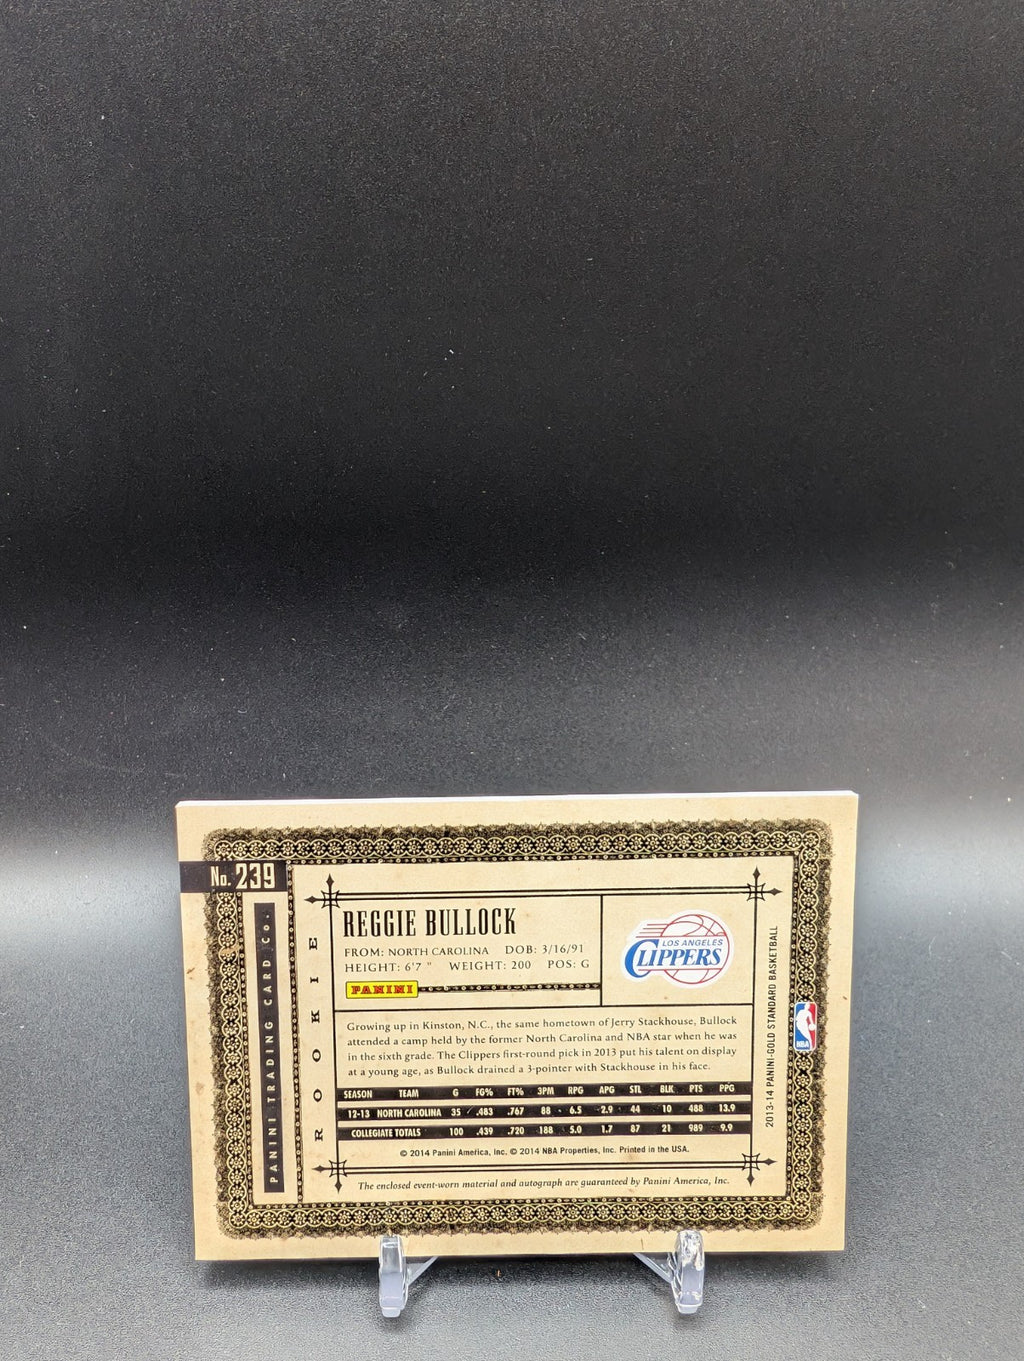 No. 239
PANINI TRADING CARD Co.
ROOKIE
REGGIE BULLOCK
FROM: NORTH CAROLINA DOB: 3/16/91
HEIGHT: 6'7 " WEIGHT: 200 POS: G
PANINI
LOS ANGELES
CLIPPERS
Growing up in Kinston, N.C., the same hometown of Jerry Stackhouse, Bullock
attended a camp held by the former North Carolina and NBA star when he was
in the sixth grade. The Clippers first-round pick in 2013 put his talent on display
at a young age, as Bullock drained a 3-pointer with Stackhouse in his face.
SEASON TEAM G FG% FT% 3PM RPG APG STL BLK PTS PPG
12-13 NORTH CAROLINA 35 .483 .767 88 6.5 2.9 44 10 488 13.9
COLLEGIATE TOTALS 100 .439 .720 188 5.0 1.7 87 21 989 9.9
© 2014 Panini America, Inc. © 2014 NBA Properties, Inc. Printed in the USA.
The enclosed event-worn material and autograph are guaranteed by Panini America, Inc.
2013-14 PANINI-GOLD STANDARD BASKETBALL
NBA